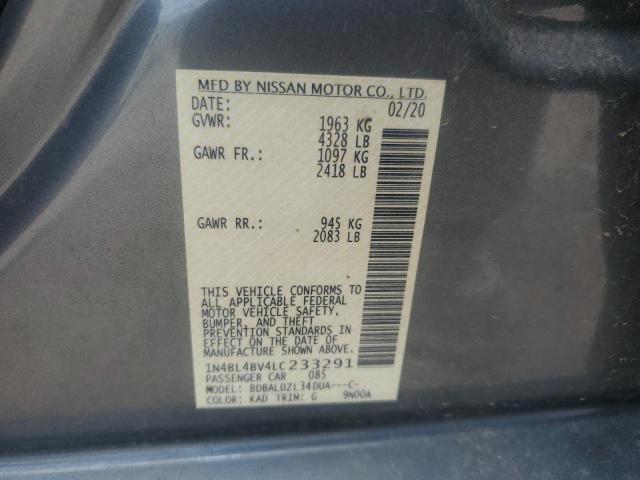 MFD BY NISSAN MOTOR CO., LTD.
DATE: 02/20
GVWR: 1963 KG
4328 LB
GAWR FR.: 1097 KG
2418 LB
GAWR RR.: 945 KG
2083 LB
THIS VEHICLE CONFORMS TO
ALL APPLICABLE FEDERAL
MOTOR VEHICLE SAFETY,
BUMPER, AND THEFT
PREVENTION STANDARDS IN
EFFECT ON THE DATE OF
MANUFACTURE SHOWN ABOVE.
1N4BL4BV4LC233291
PASSENGER CAR 085
MODEL: BDBALDZL34DUA---C-
COLOR: KAD TRIM: G 9N00A